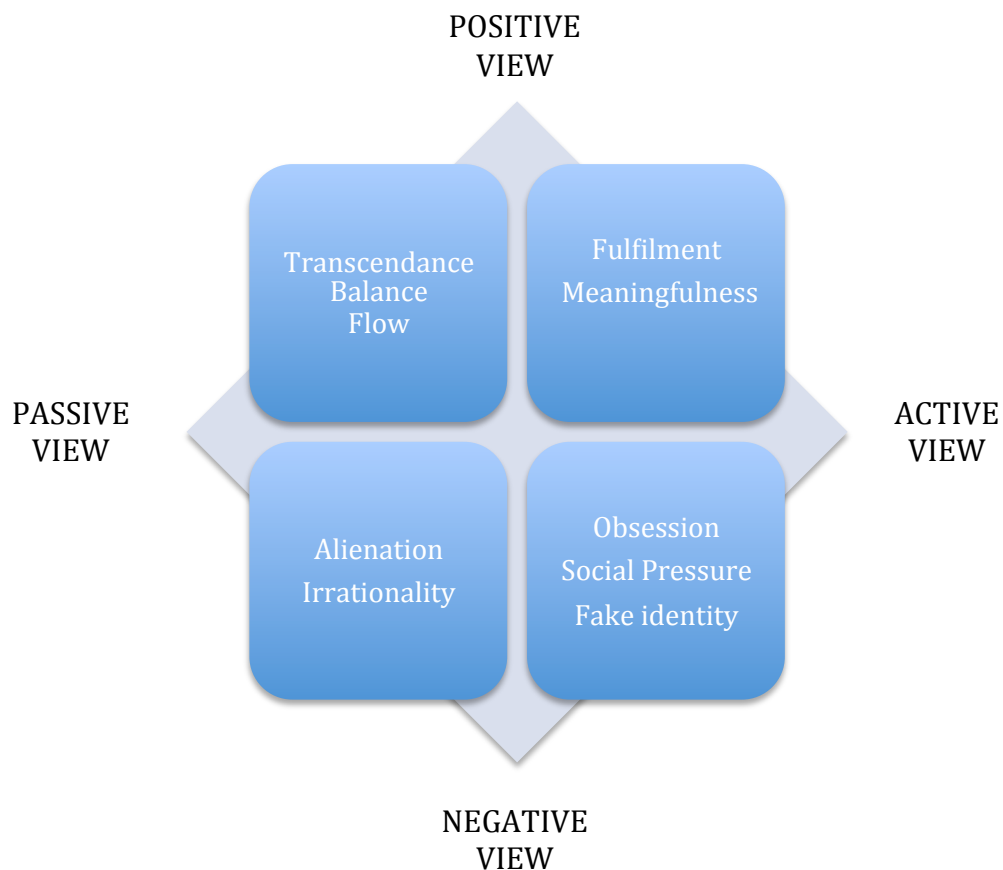 POSITIVE
VIEW
Transcendance
Balance
Flow
Fulfilment
Meaningfulness
PASSIVE
VIEW
ACTIVE
VIEW
Alienation
Irrationality
Obsession
Social Pressure
Fake identity
NEGATIVE
VIEW